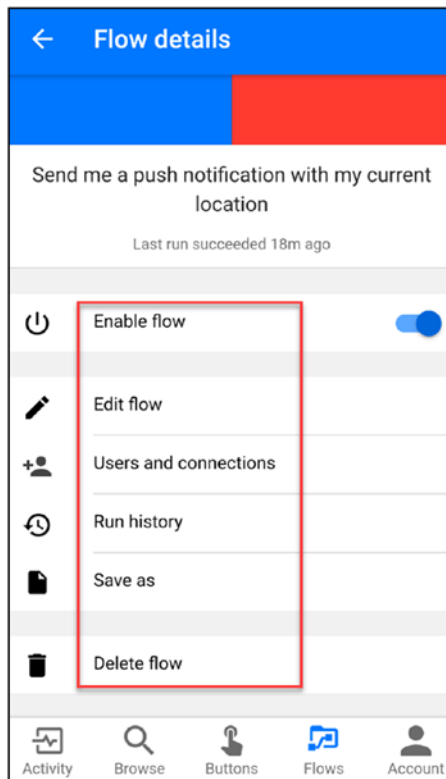 Flow details
Send me a push notification with my current
location
Last run succeeded 18m ago
Enable flow
Edit flow
Users and connections
Run history
Save as
Delete flow
Activity Browse Buttons Flows Account